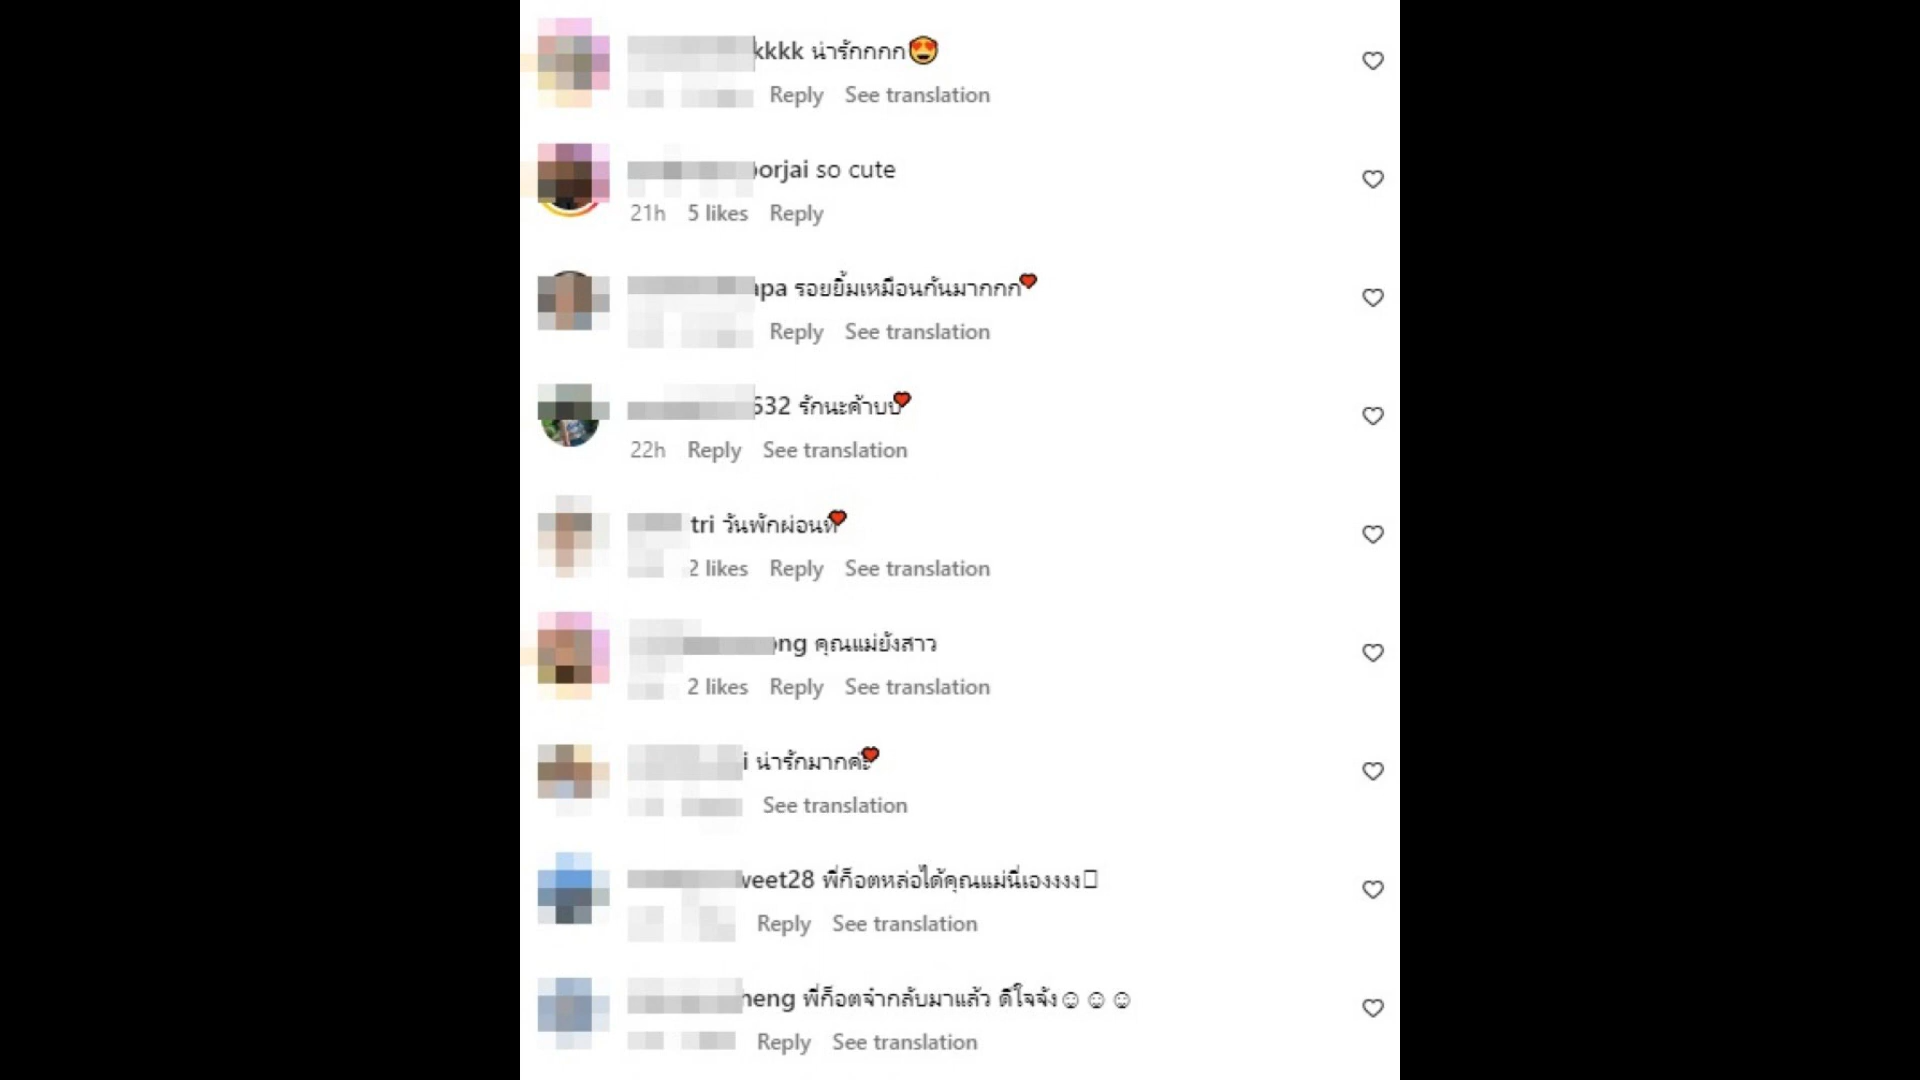 kkkk น่ารักกกก😍
Reply See translation
orjai so cute
21h 5 likes Reply
apa รอยยิ้มเหมือนกันมากกก❤
Reply See translation
632 รักนะค้าบบ❤
22h Reply See translation
tri วันพักผ่อนที่❤
2 likes Reply See translation
ong คุณแม่ยังสาว
2 likes Reply See translation
i น่ารักมากค่ะ❤
See translation
weet28 พี่ก็อตหล่อได้คุณแม่นี่เองงงง
Reply See translation
heng พี่ก็อตจ๋ากลับมาแล้ว ดีใจจัง☺☺☺
Reply See translation